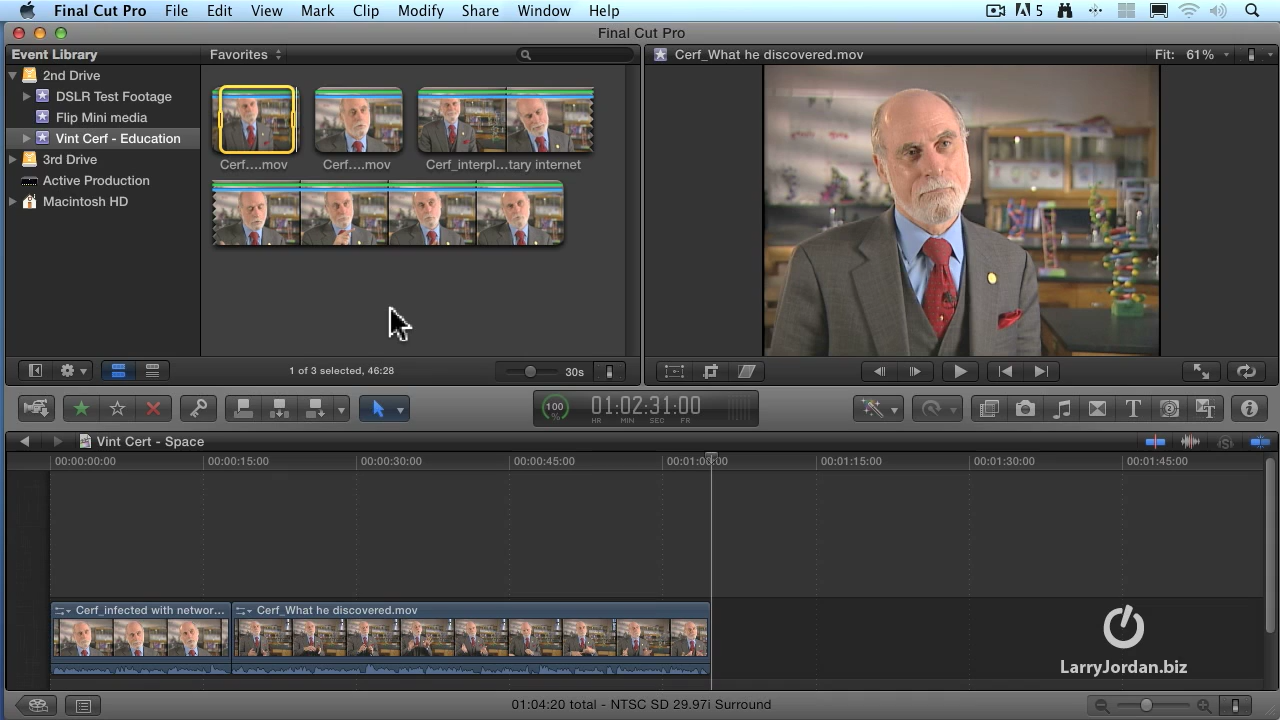 Final Cut Pro File Edit View Mark Clip Modify Share Window Help 5
Final Cut Pro
Event Library
Favorites
Cerf_What he discovered.mov
Fit: 61%
2nd Drive
DSLR Test Footage
Flip Mini media
Vint Cerf - Education
3rd Drive
Active Production
Macintosh HD
Cerf....mov
Cerf....mov
Cerf_interpl...tary internet
1 of 3 selected, 46:28
30s
100
%
01:02:31:00
HR MIN SEC FR
Vint Cert - Space
00:00:00:00
00:00:15:00
00:00:30:00
00:00:45:00
00:01:00:00
00:01:15:00
00:01:30:00
00:01:45:00
Cerf_infected with networ...
Cerf_What he discovered.mov
LarryJordan.biz
01:04:20 total - NTSC SD 29.97i Surround